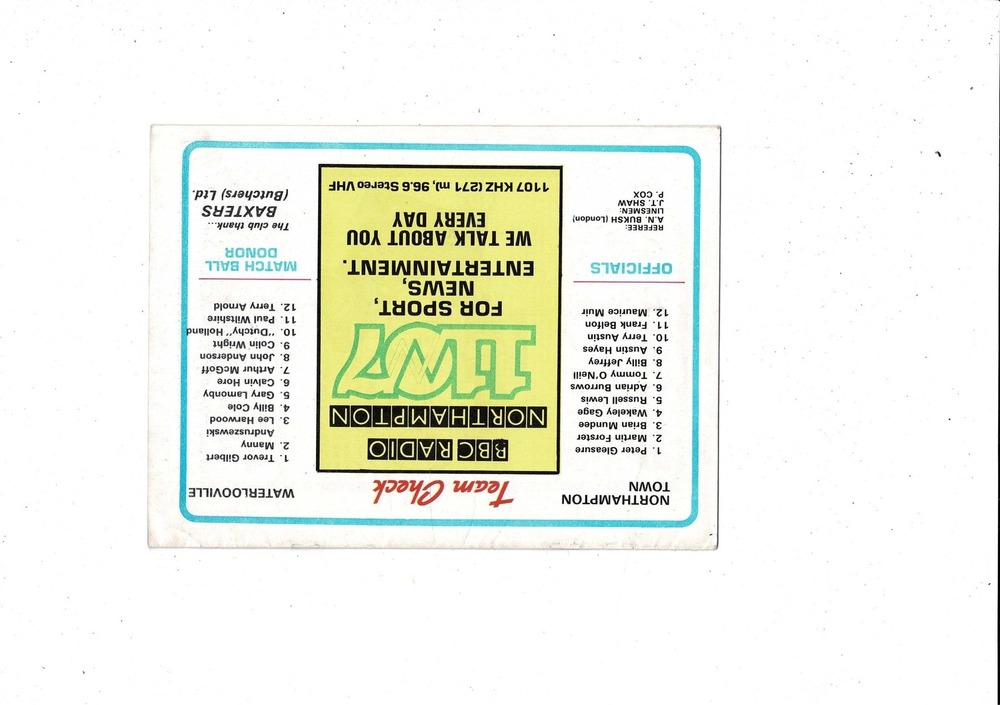 Team Check
NORTHAMPTON
TOWN
1. Peter Gleasure
2. Martin Forster
3. Brian Mundee
4. Wakeley Gage
5. Russell Lewis
6. Adrian Burrows
7. Tommy O'Neill
8. Billy Jeffrey
9. Austin Hayes
10. Terry Austin
11. Frank Belfon
12. Maurice Muir
OFFICIALS
REFEREE:
A.N. BUKSH (London)
LINESMEN:
J.T. SHAW
P. COX
BBC RADIO
NORTHAMPTON
1107
FOR SPORT,
NEWS,
ENTERTAINMENT.
WE TALK ABOUT YOU
EVERY DAY
1107 KHZ (271 m), 96.6 Stereo VHF
WATERLOOVILLE
1. Trevor Gilbert
2. Manny
Andruszewski
3. Lee Harwood
4. Billy Cole
5. Gary Lambonby
6. Calvin Hore
7. Arthur McGoff
8. John Anderson
9. Colin Wright
10. "Dutchy" Holland
11. Paul Wiltshire
12. Terry Arnold
MATCH BALL
DONOR
The club thank...
BAXTERS
(Butchers) Ltd.